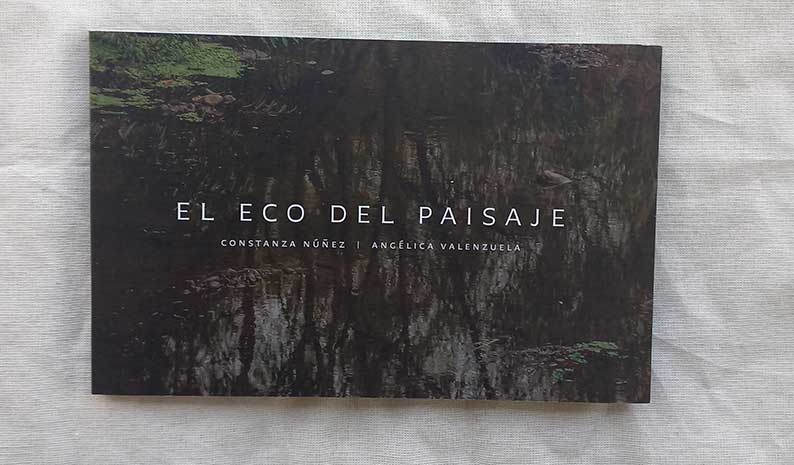 EL ECO DEL PAISAJE
CONSTANZA NÚÑEZ | ANGÉLICA VALENZUELA